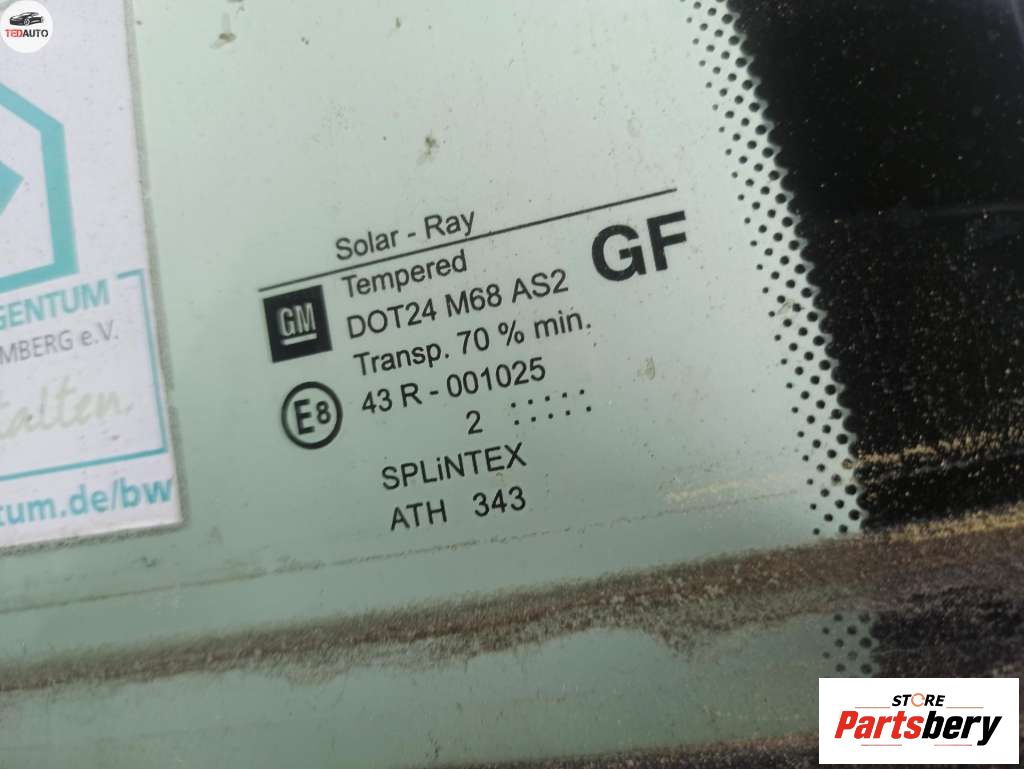 TEDAUTO
GENTUM
MBERG e.V.
alten
tum.de/bw
Solar - Ray
Tempered
GF
GM
DOT24 M68 AS2
Transp. 70 % min.
E8
43 R - 001025
2
SPLiNTEX
ATH 343
STORE
Partsbery